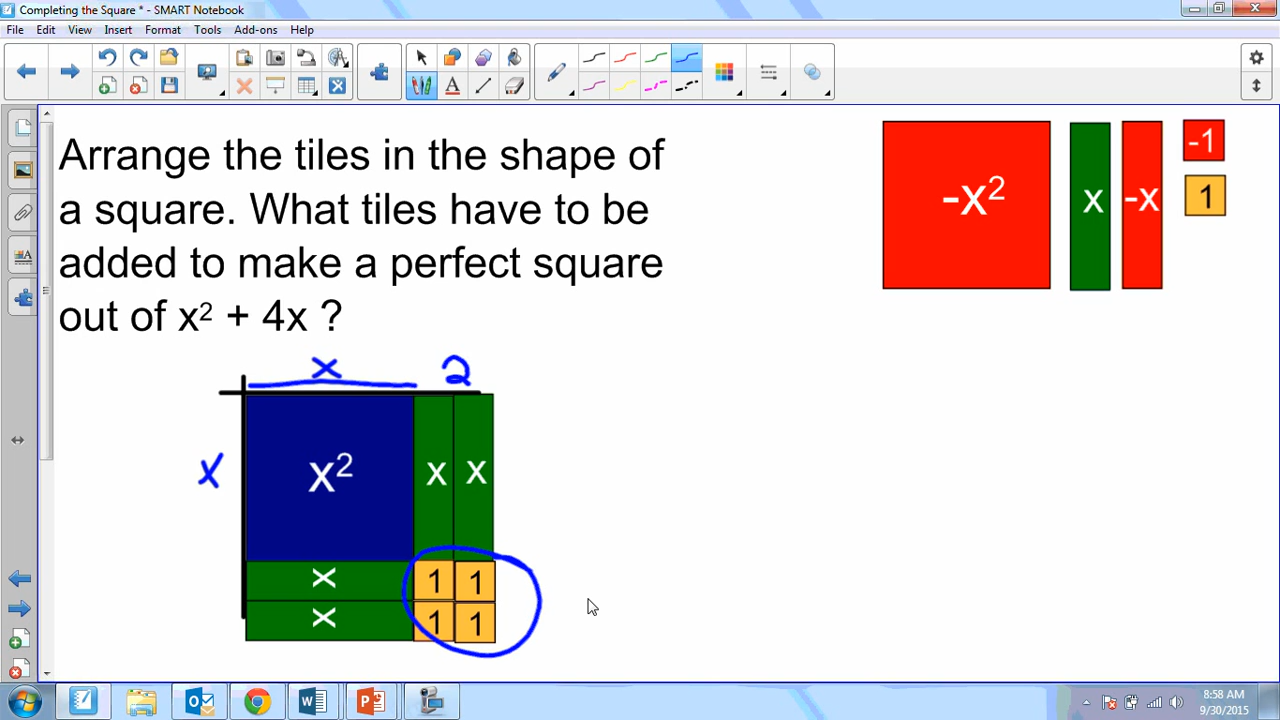 Completing the Square * - SMART Notebook
File Edit View Insert Format Tools Add-ons Help
Arrange the tiles in the shape of
a square. What tiles have to be
added to make a perfect square
out of x² + 4x ?
-x² x -x -1
1
x 2
x
x² x x
x 1 1
x 1 1
8:58 AM
9/30/2015